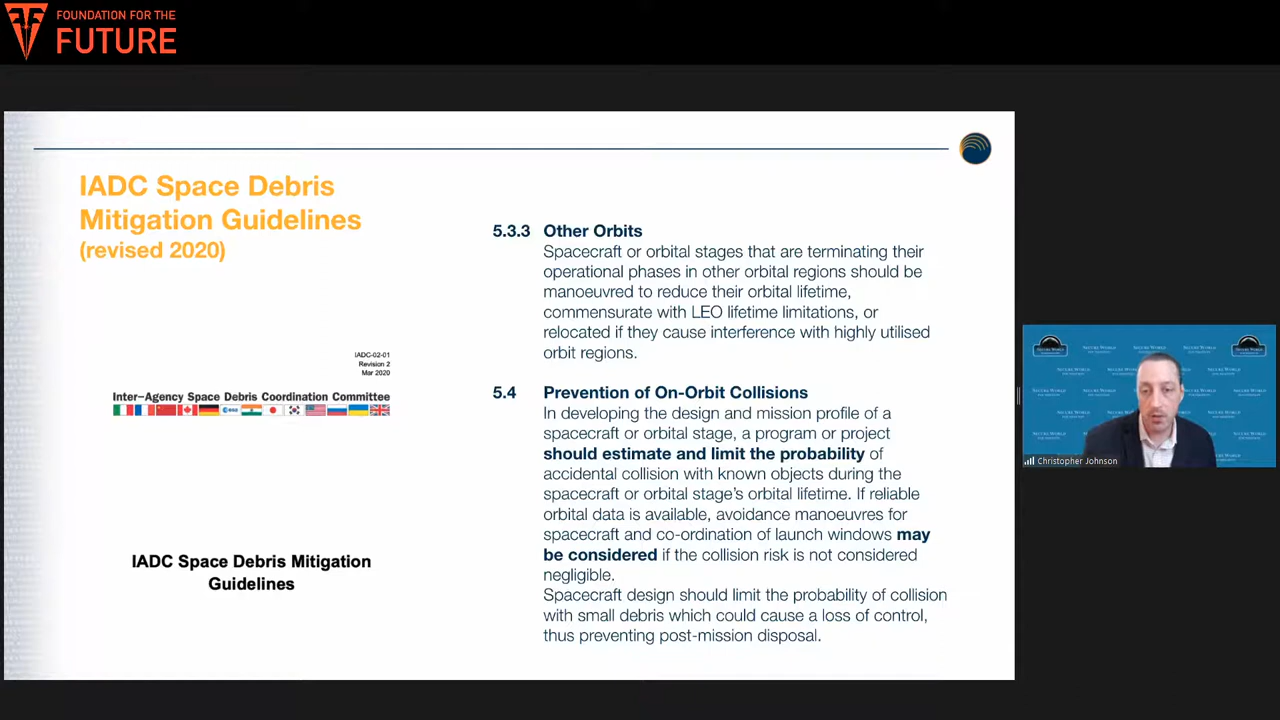 FOUNDATION FOR THE
FUTURE
IADC Space Debris
Mitigation Guidelines
(revised 2020)
IADC-02-01
Revision 2
Mar 2020
Inter-Agency Space Debris Coordination Committee
IADC Space Debris Mitigation
Guidelines
5.3.3 Other Orbits
Spacecraft or orbital stages that are terminating their
operational phases in other orbital regions should be
manoeuvred to reduce their orbital lifetime,
commensurate with LEO lifetime limitations, or
relocated if they cause interference with highly utilised
orbit regions.
5.4 Prevention of On-Orbit Collisions
In developing the design and mission profile of a
spacecraft or orbital stage, a program or project
should estimate and limit the probability of
accidental collision with known objects during the
spacecraft or orbital stage's orbital lifetime. If reliable
orbital data is available, avoidance manoeuvres for
spacecraft and co-ordination of launch windows may
be considered if the collision risk is not considered
negligible.
Spacecraft design should limit the probability of collision
with small debris which could cause a loss of control,
thus preventing post-mission disposal.
Christopher Johnson